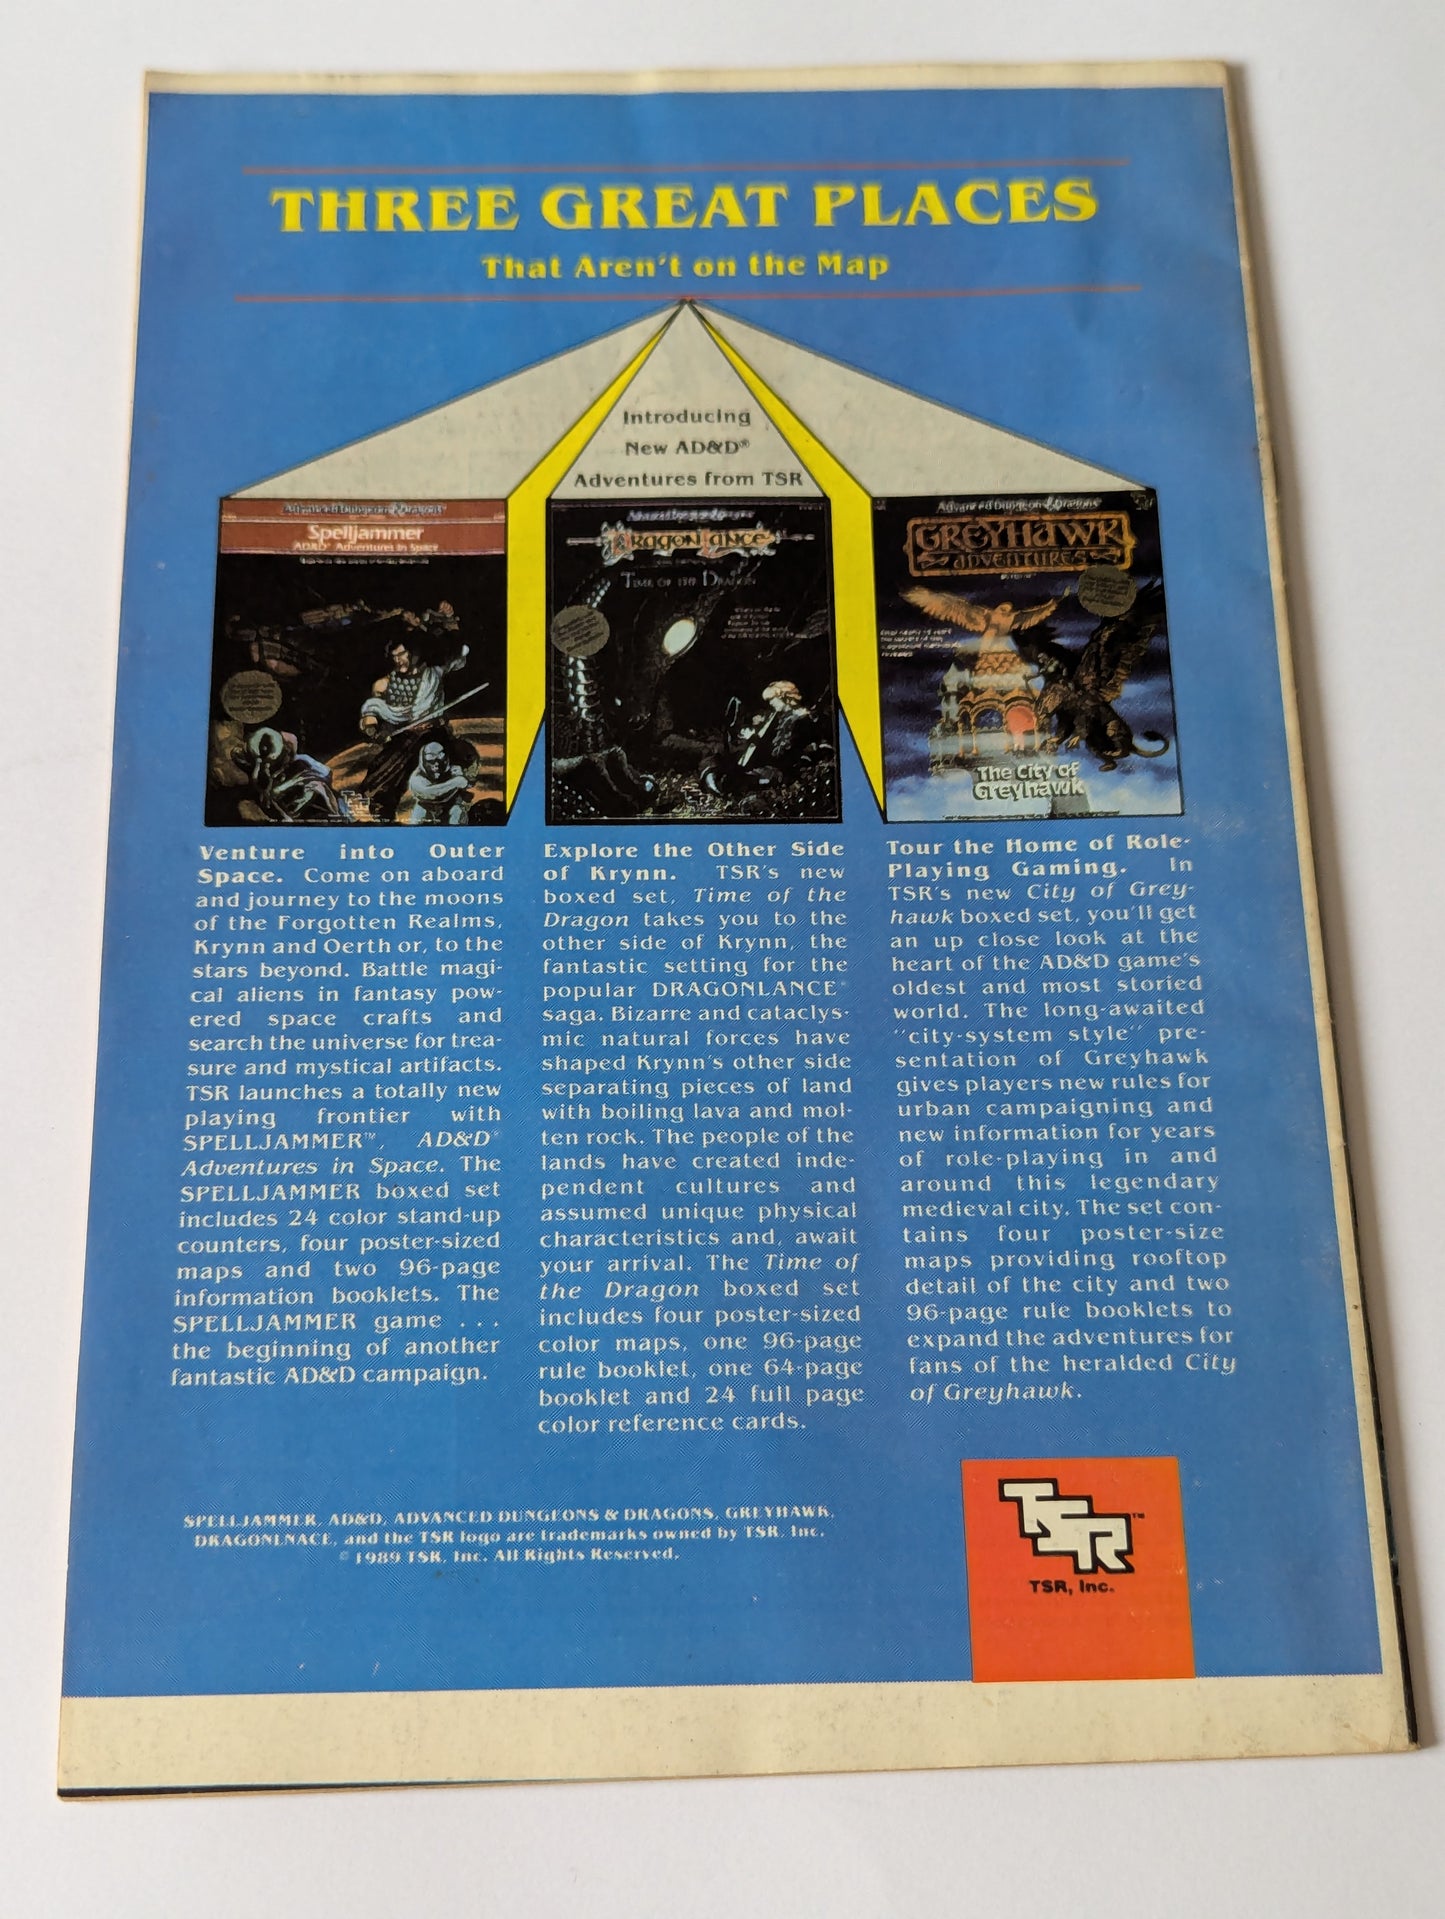 THREE GREAT PLACES
That Aren't on the Map
Introducing
New AD&D®
Adventures from TSR
Advanced Dungeons & Dragons
Spelljammer
AD&D Adventures in Space
DRAGONLANCE
TIME OF THE DRAGON
Advanced Dungeons & Dragons
GREYHAWK
ADVENTURES
The City of
Greyhawk
Venture into Outer
Space. Come on aboard
and journey to the moons
of the Forgotten Realms,
Krynn and Oerth or, to the
stars beyond. Battle magi-
cal aliens in fantasy pow-
ered space crafts and
search the universe for trea-
sure and mystical artifacts.
TSR launches a totally new
playing frontier with
SPELLJAMMER™, AD&D®
Adventures in Space. The
SPELLJAMMER boxed set
includes 24 color stand-up
counters, four poster-sized
maps and two 96-page
information booklets. The
SPELLJAMMER game . . .
the beginning of another
fantastic AD&D campaign.
Explore the Other Side
of Krynn. TSR's new
boxed set, Time of the
Dragon takes you to the
other side of Krynn, the
fantastic setting for the
popular DRAGONLANCE®
saga. Bizarre and cataclys-
mic natural forces have
shaped Krynn's other side
separating pieces of land
with boiling lava and mol-
ten rock. The people of the
lands have created inde-
pendent cultures and
assumed unique physical
characteristics and, await
your arrival. The Time of
the Dragon boxed set
includes four poster-sized
color maps, one 96-page
rule booklet, one 64-page
booklet and 24 full page
color reference cards.
Tour the Home of Role-
Playing Gaming. In
TSR's new City of Grey-
hawk boxed set, you'll get
an up close look at the
heart of the AD&D game's
oldest and most storied
world. The long-awaited
"city-system style" pre-
sentation of Greyhawk
gives players new rules for
urban campaigning and
new information for years
of role-playing in and
around this legendary
medieval city. The set con-
tains four poster-size
maps providing rooftop
detail of the city and two
96-page rule booklets to
expand the adventures for
fans of the heralded City
of Greyhawk.
SPELLJAMMER, AD&D, ADVANCED DUNGEONS & DRAGONS, GREYHAWK,
DRAGONLNACE, and the TSR logo are trademarks owned by TSR, Inc.
© 1989 TSR, Inc. All Rights Reserved.
TSR™
TSR, Inc.